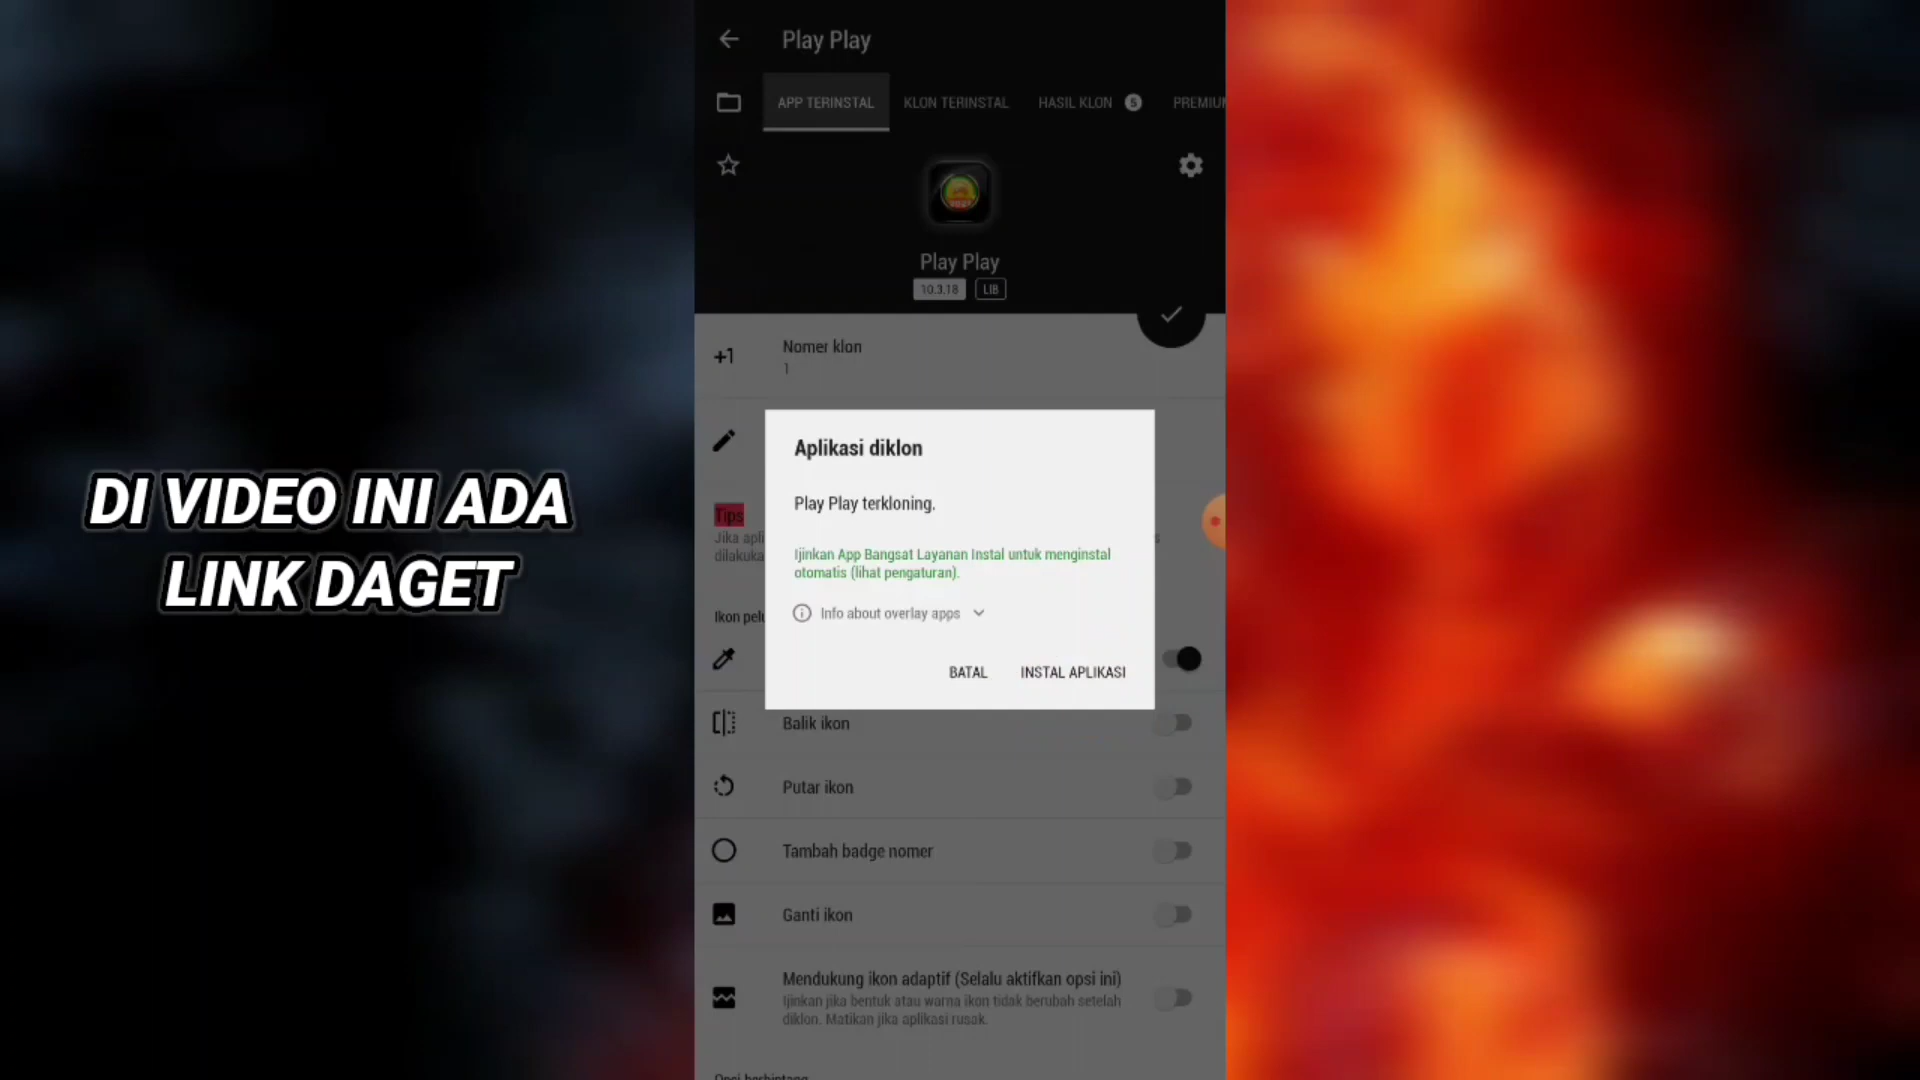 Play Play
APP TERINSTAL
KLON TERINSTAL
HASIL KLON 5
PREMIUM
Play Play
10.3.18 LIB
+1
Nomer klon
1
DI VIDEO INI ADA
LINK DAGET
Tips
Jika apli
dilakuka
s
Aplikasi diklon
Play Play terkloning.
Ijinkan App Bangsat Layanan Instal untuk menginstal
otomatis (lihat pengaturan).
Info about overlay apps
BATAL
INSTAL APLIKASI
Ikon pelu
Balik ikon
Putar ikon
Tambah badge nomer
Ganti ikon
Mendukung ikon adaptif (Selalu aktifkan opsi ini)
Ijinkan jika bentuk atau warna ikon tidak berubah setelah
diklon. Matikan jika aplikasi rusak.